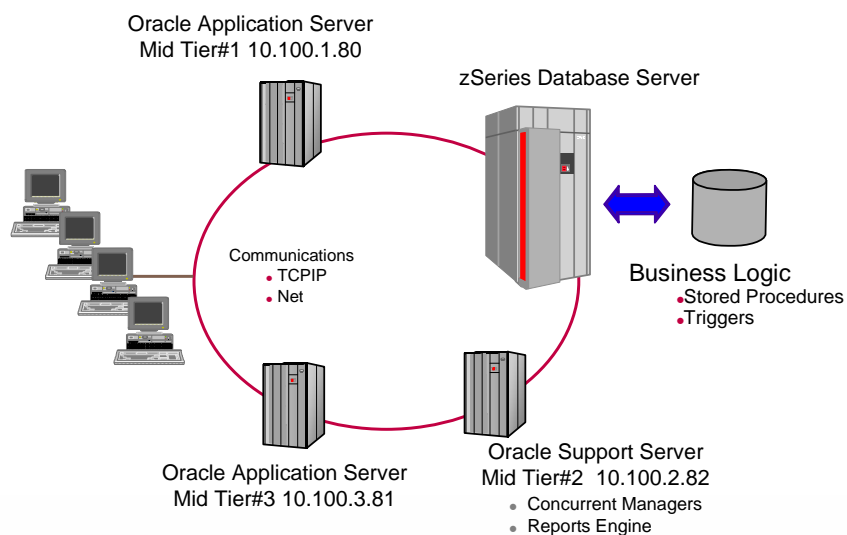 Oracle Application Server
Mid Tier#1 10.100.1.80
zSeries Database Server
Communications
• TCPIP
• Net
Business Logic
•Stored Procedures
•Triggers
Oracle Application Server
Mid Tier#3 10.100.3.81
Oracle Support Server
Mid Tier#2 10.100.2.82
• Concurrent Managers
• Reports Engine